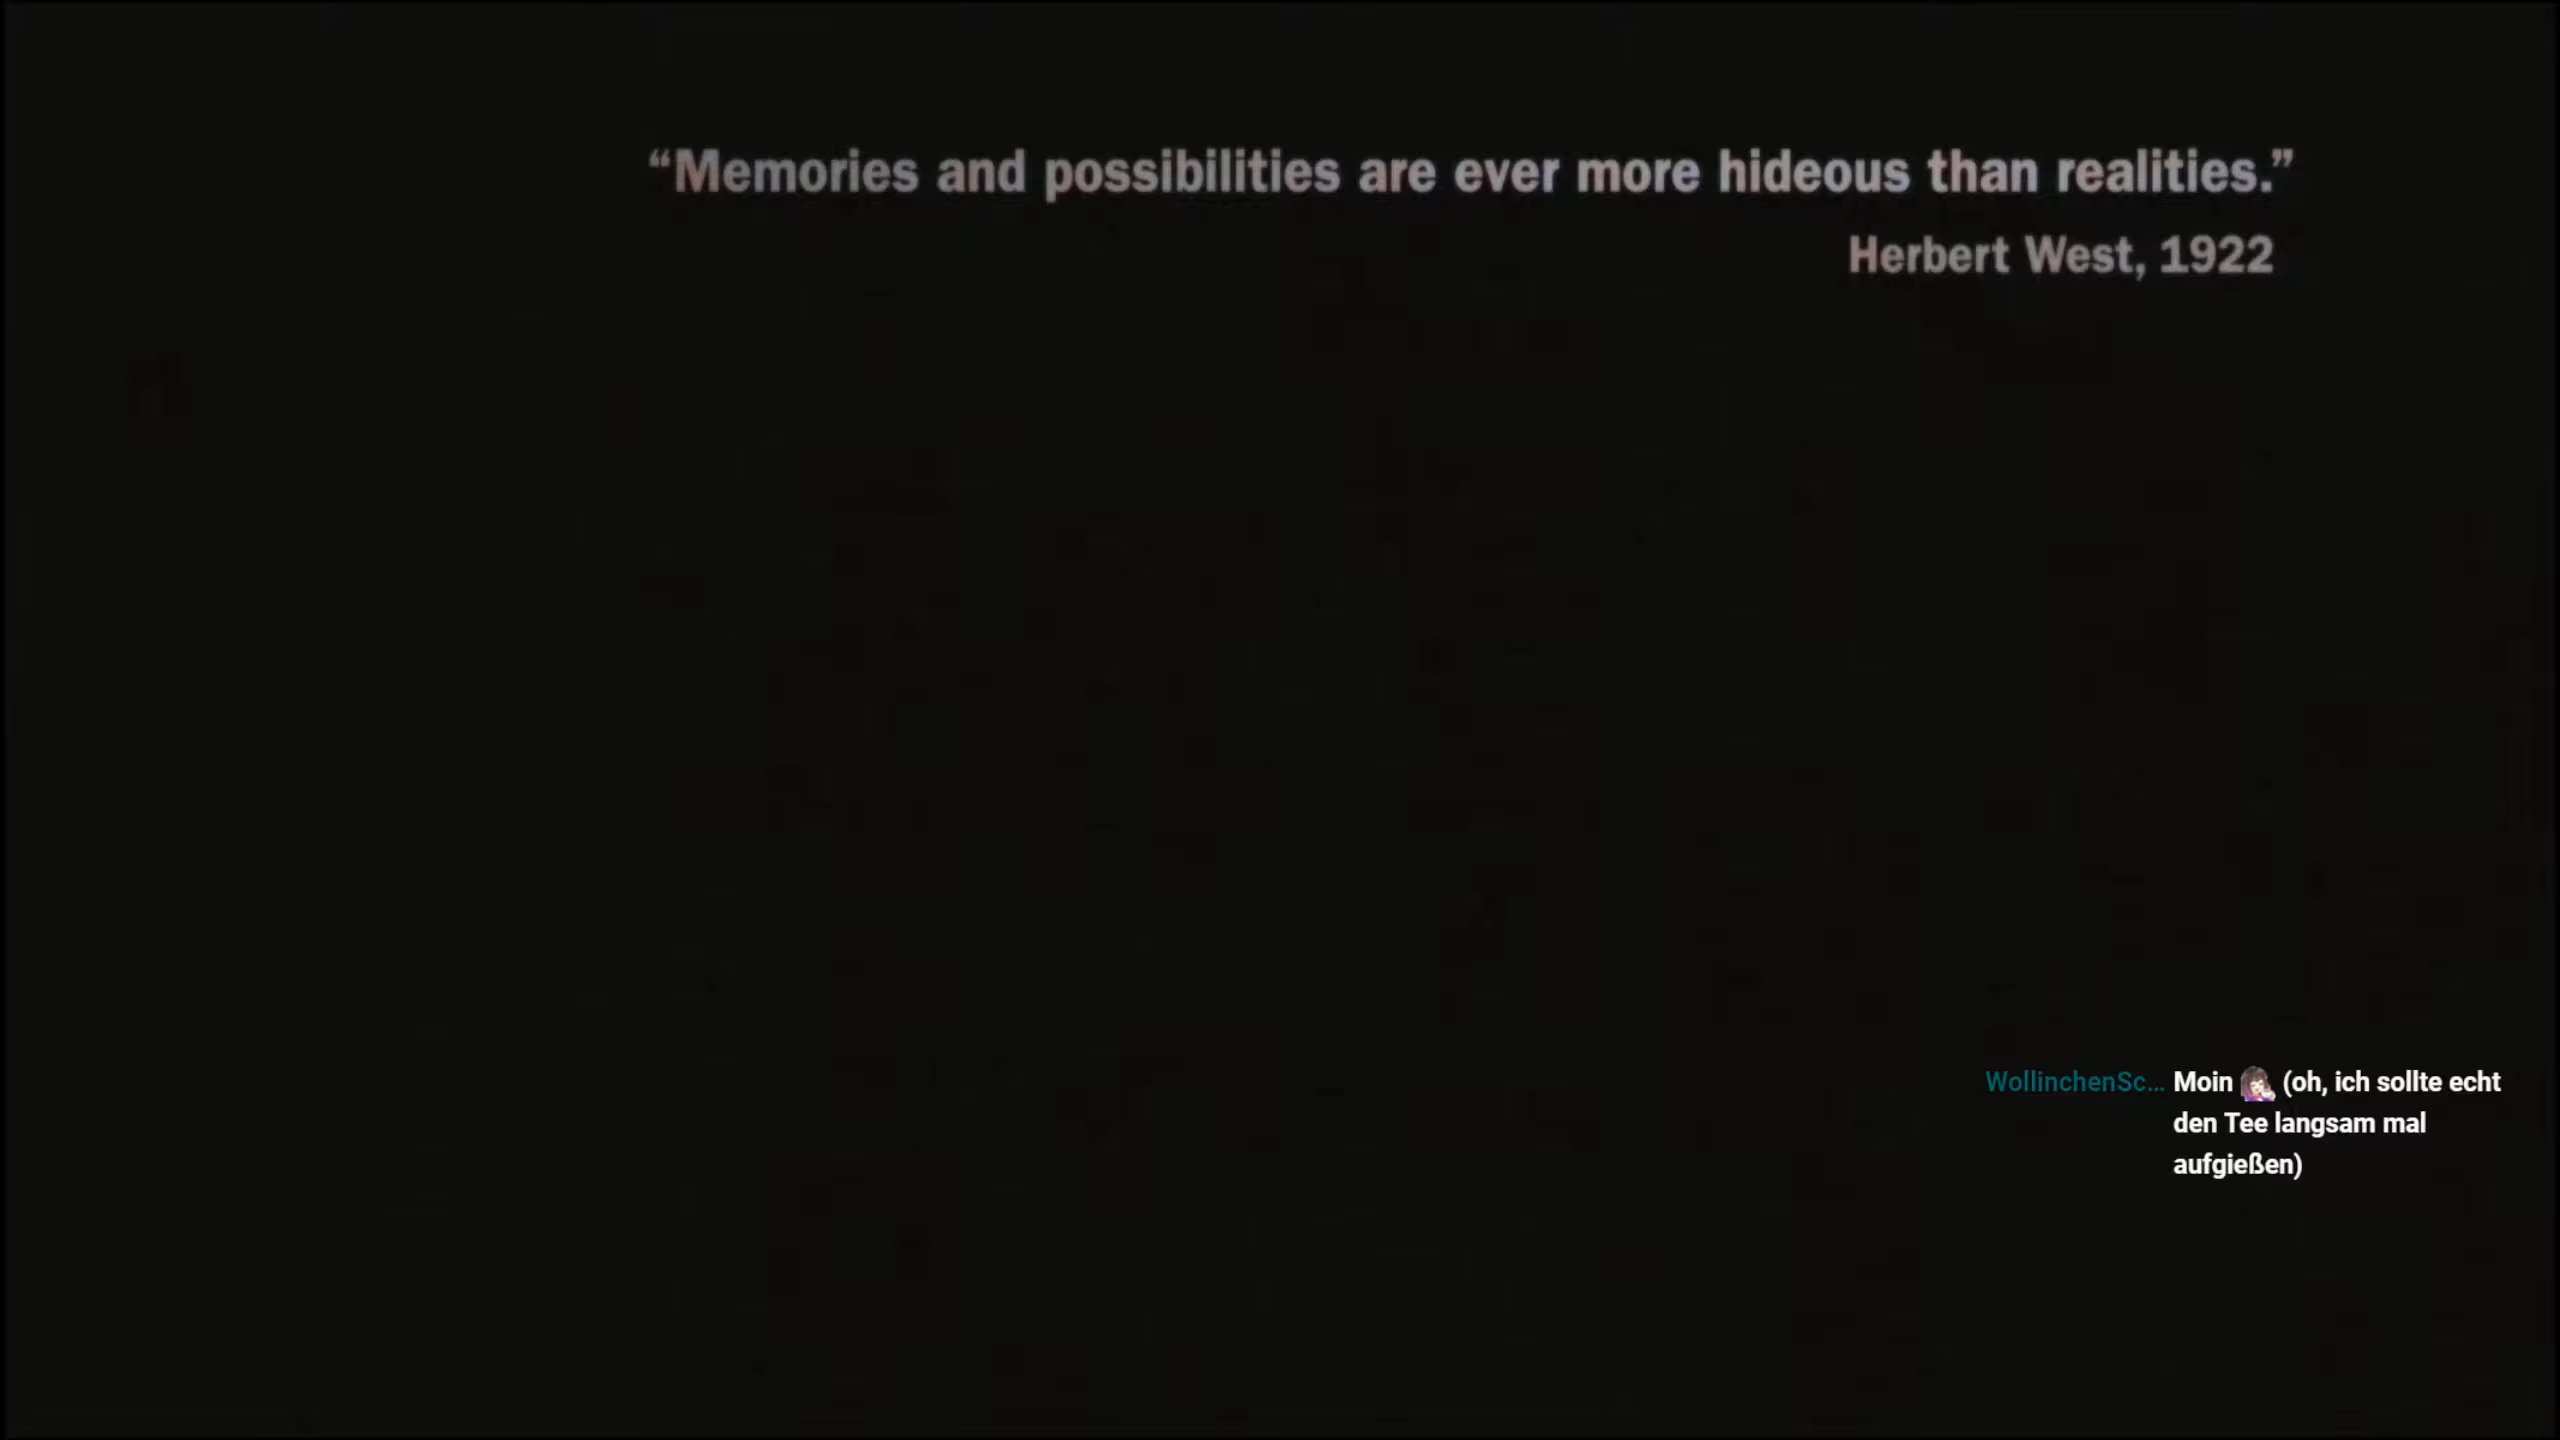 “Memories and possibilities are ever more hideous than realities.”
Herbert West, 1922
WollinchenSc... Moin (oh, ich sollte echt
den Tee langsam mal
aufgießen)